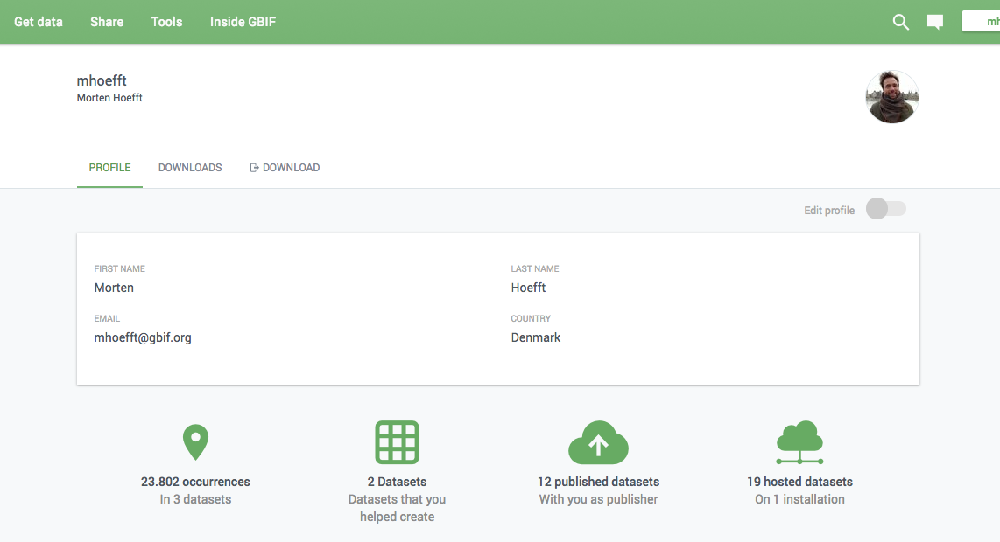 Get data Share Tools Inside GBIF mh
mhoefft
Morten Hoefft
PROFILE DOWNLOADS DOWNLOAD
Edit profile
FIRST NAME LAST NAME
Morten Hoefft
EMAIL COUNTRY
mhoefft@gbif.org Denmark
23.802 occurrences 2 Datasets 12 published datasets 19 hosted datasets
In 3 datasets Datasets that you With you as publisher On 1 installation
helped create